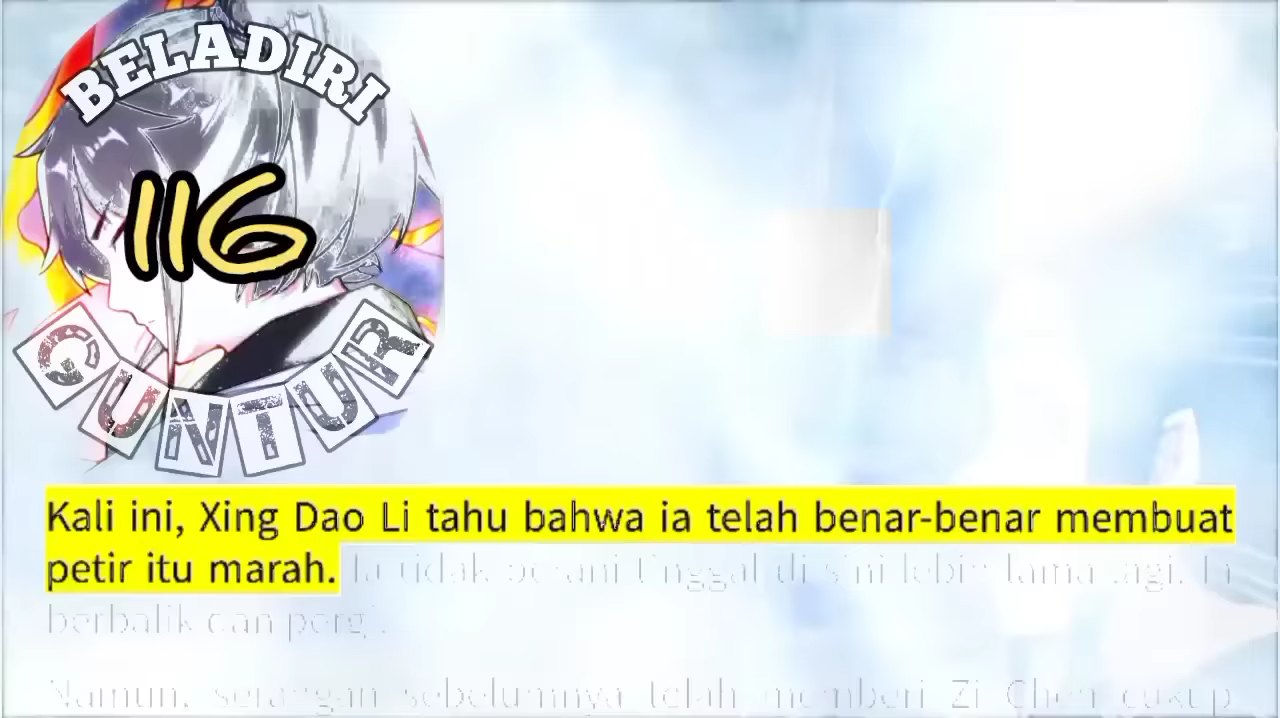 BELADIRI
116
GUNTUR
Kali ini, Xing Dao Li tahu bahwa ia telah benar-benar membuat
petir itu marah. Ia tidak berani tinggal di sini lebih lama lagi. Ia
berbalik dan pergi.
Namun, serangan sebelumnya telah memberi Zi Chen cukup